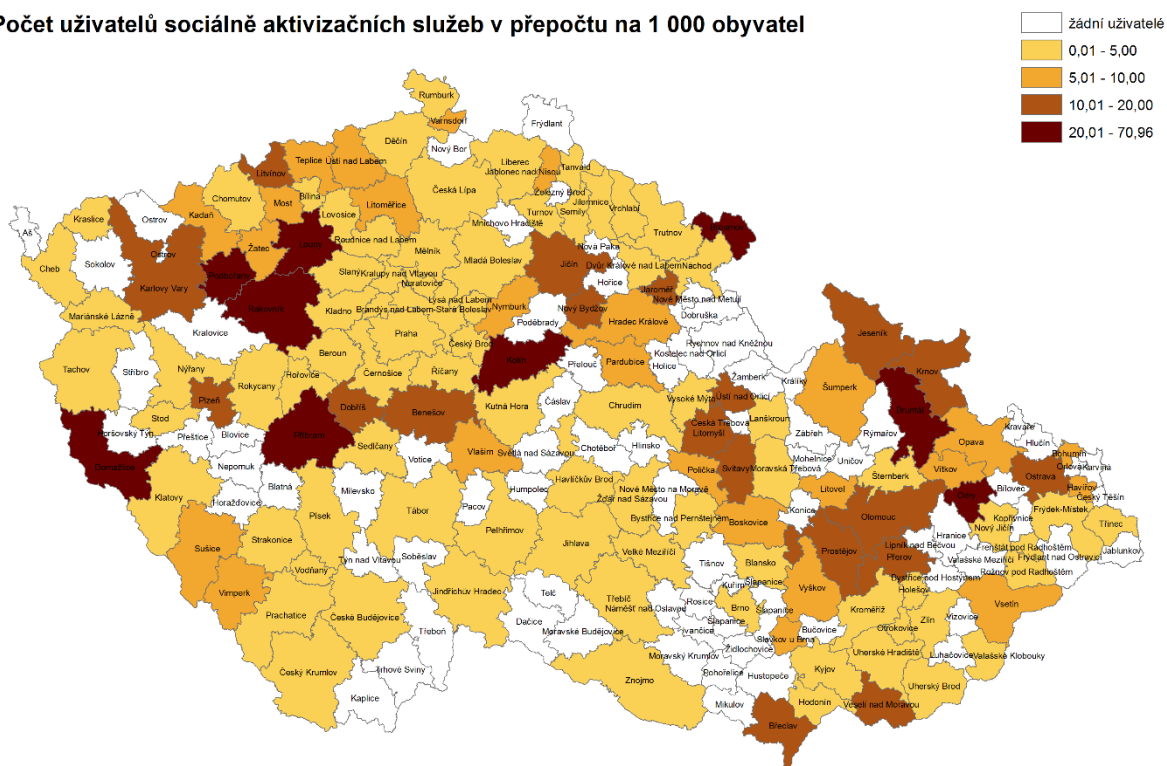 Počet uživatelů sociálně aktivizačních služeb v přepočtu na 1 000 obyvatel
žádní uživatelé
0,01 - 5,00
5,01 - 10,00
10,01 - 20,00
20,01 - 70,96
Rumburk
Varnsdorf
Frýdlant
Děčín
Nový Bor
Teplice
Ústí nad Labem
Liberec
Jablonec nad Nisou
Tanvald
Litvínov
Česká Lípa
Železný Brod
Jilemnice
Chomutov
Bílina
Most
Litoměřice
Lovosice
Turnov
Semily
Vrchlabí
Kraslice
Ostrov
Kadaň
Mnichovo Hradiště
Trutnov
Broumov
Aš
Žatec
Louny
Roudnice nad Labem
Mělník
Nová Paka
Cheb
Sokolov
Ostrov
Mladá Boleslav
Jičín
Dvůr Králové nad Labem
Náchod
Podbořany
Slaný
Kralupy nad Vltavou
Neratovice
Hořice
Karlovy Vary
Rakovník
Lysá nad Labem
Jaroměř
Nové Město nad Metují
Mariánské Lázně
Kladno
Brandýs nad Labem-Stará Boleslav
Nymburk
Nový Bydžov
Dobruška
Kralovice
Praha
Poděbrady
Hradec Králové
Český Brod
Rychnov nad Kněžnou
Jeseník
Tachov
Stříbro
Nýřany
Beroun
Kolín
Přelouč
Pardubice
Kostelec nad Orlicí
Holice
Rokycany
Hořovice
Černošice
Říčany
Žamberk
Králíky
Krnov
Plzeň
Dobříš
Benešov
Kutná Hora
Čáslav
Chrudim
Vysoké Mýto
Ústí nad Orlicí
Šumperk
Bruntál
Stod
Lanškroun
Česká Třebová
Kravaře
Horšovský Týn
Přeštice
Blovice
Příbram
Sedlčany
Litomyšl
Zábřeh
Rýmařov
Opava
Hlučín
Vlašim
Světlá nad Sázavou
Chotěboř
Hlinsko
Domažlice
Nepomuk
Votice
Svitavy
Moravská Třebová
Mohelnice
Uničov
Vítkov
Bohumín
Orlová
Karviná
Klatovy
Horažďovice
Blatná
Milevsko
Tábor
Pacov
Humpolec
Havlíčkův Brod
Polička
Šternberk
Ostrava
Havířov
Český Těšín
Žďár nad Sázavou
Nové Město na Moravě
Litovel
Bílovec
Odry
Písek
Konice
Olomouc
Frýdek-Místek
Bystřice nad Pernštejnem
Boskovice
Kopřivnice
Nový Jičín
Třinec
Strakonice
Pelhřimov
Jihlava
Hranice
Sušice
Prostějov
Lipník nad Bečvou
Přerov
Frenštát pod Radhoštěm
Frýdlant nad Ostravicí
Jablunkov
Týn nad Vltavou
Soběslav
Velké Meziříčí
Tišnov
Blansko
Valašské Meziříčí
Rožnov pod Radhoštěm
Vodňany
Kuřim
Šlapanice
Vyškov
Bystřice pod Hostýnem
Holešov
Vimperk
Jindřichův Hradec
Telč
Třebíč
Náměšť nad Oslavou
Rosice
Brno
Šlapanice
Kroměříž
Vsetín
Prachatice
České Budějovice
Dačice
Moravské Budějovice
Ivančice
Šlapanice
Slavkov u Brna
Bučovice
Otrokovice
Zlín
Vizovice
Třeboň
Židlochovice
Moravský Krumlov
Uherské Hradiště
Luhačovice
Valašské Klobouky
Český Krumlov
Trhové Sviny
Znojmo
Pohořelice
Hustopeče
Kyjov
Uherský Brod
Kaplice
Mikulov
Hodonín
Veselí nad Moravou
Břeclav